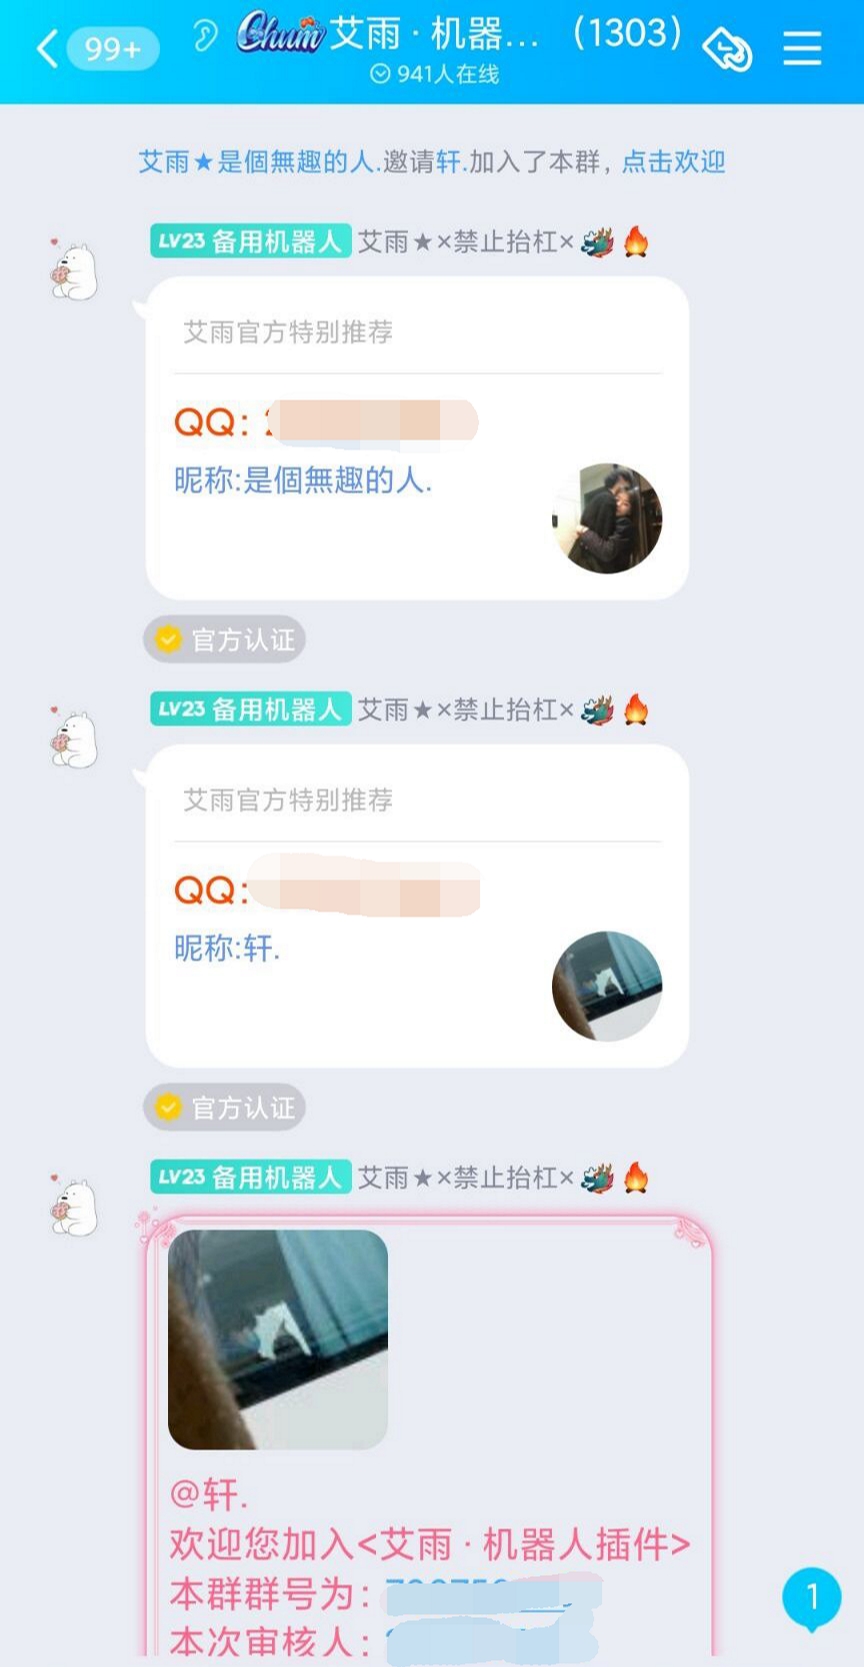 99+
Chum艾雨 · 机器...（1303）
941人在线
艾雨★是個無趣的人.邀请轩.加入了本群，点击欢迎
LV23 备用机器人 艾雨★×禁止抬杠×🐲🔥
艾雨官方特别推荐
QQ：
昵称:是個無趣的人.
官方认证
LV23 备用机器人 艾雨★×禁止抬杠×🐲🔥
艾雨官方特别推荐
QQ:
昵称:轩.
官方认证
LV23 备用机器人 艾雨★×禁止抬杠×🐲🔥
@轩.
欢迎您加入<艾雨 · 机器人插件>
本群群号为：
本次审核人：
1